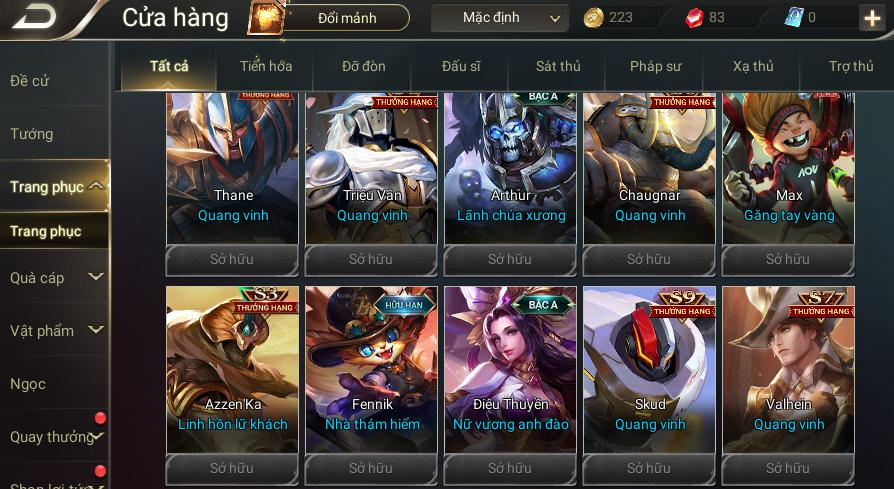 Cửa hàng
Đổi mảnh
Mặc định
223
83
0
Đề cử
Tướng
Trang phục
Trang phục
Quà cáp
Vật phẩm
Ngọc
Quay thưởng
Tất cả
Tiến hóa
Đỡ đòn
Đấu sĩ
Sát thủ
Pháp sư
Xạ thủ
Trợ thủ
THƯỞNG HẠNG
Thane
Quang vinh
Sở hữu
THƯỞNG HẠNG
Triệu Vân
Quang vinh
Sở hữu
BẬC A
Arthur
Lãnh chúa xương
Sở hữu
THƯỞNG HẠNG
Chaugnar
Quang vinh
Sở hữu
AOV
Max
Găng tay vàng
Sở hữu
S3
THƯỞNG HẠNG
Azzen'Ka
Linh hồn lữ khách
Sở hữu
HỮU HẠN
Fennik
Nhà thám hiểm
Sở hữu
BẬC A
Điêu Thuyền
Nữ vương anh đào
Sở hữu
S9
THƯỞNG HẠNG
Skud
Quang vinh
Sở hữu
S7
THƯỞNG HẠNG
Valhein
Quang vinh
Sở hữu